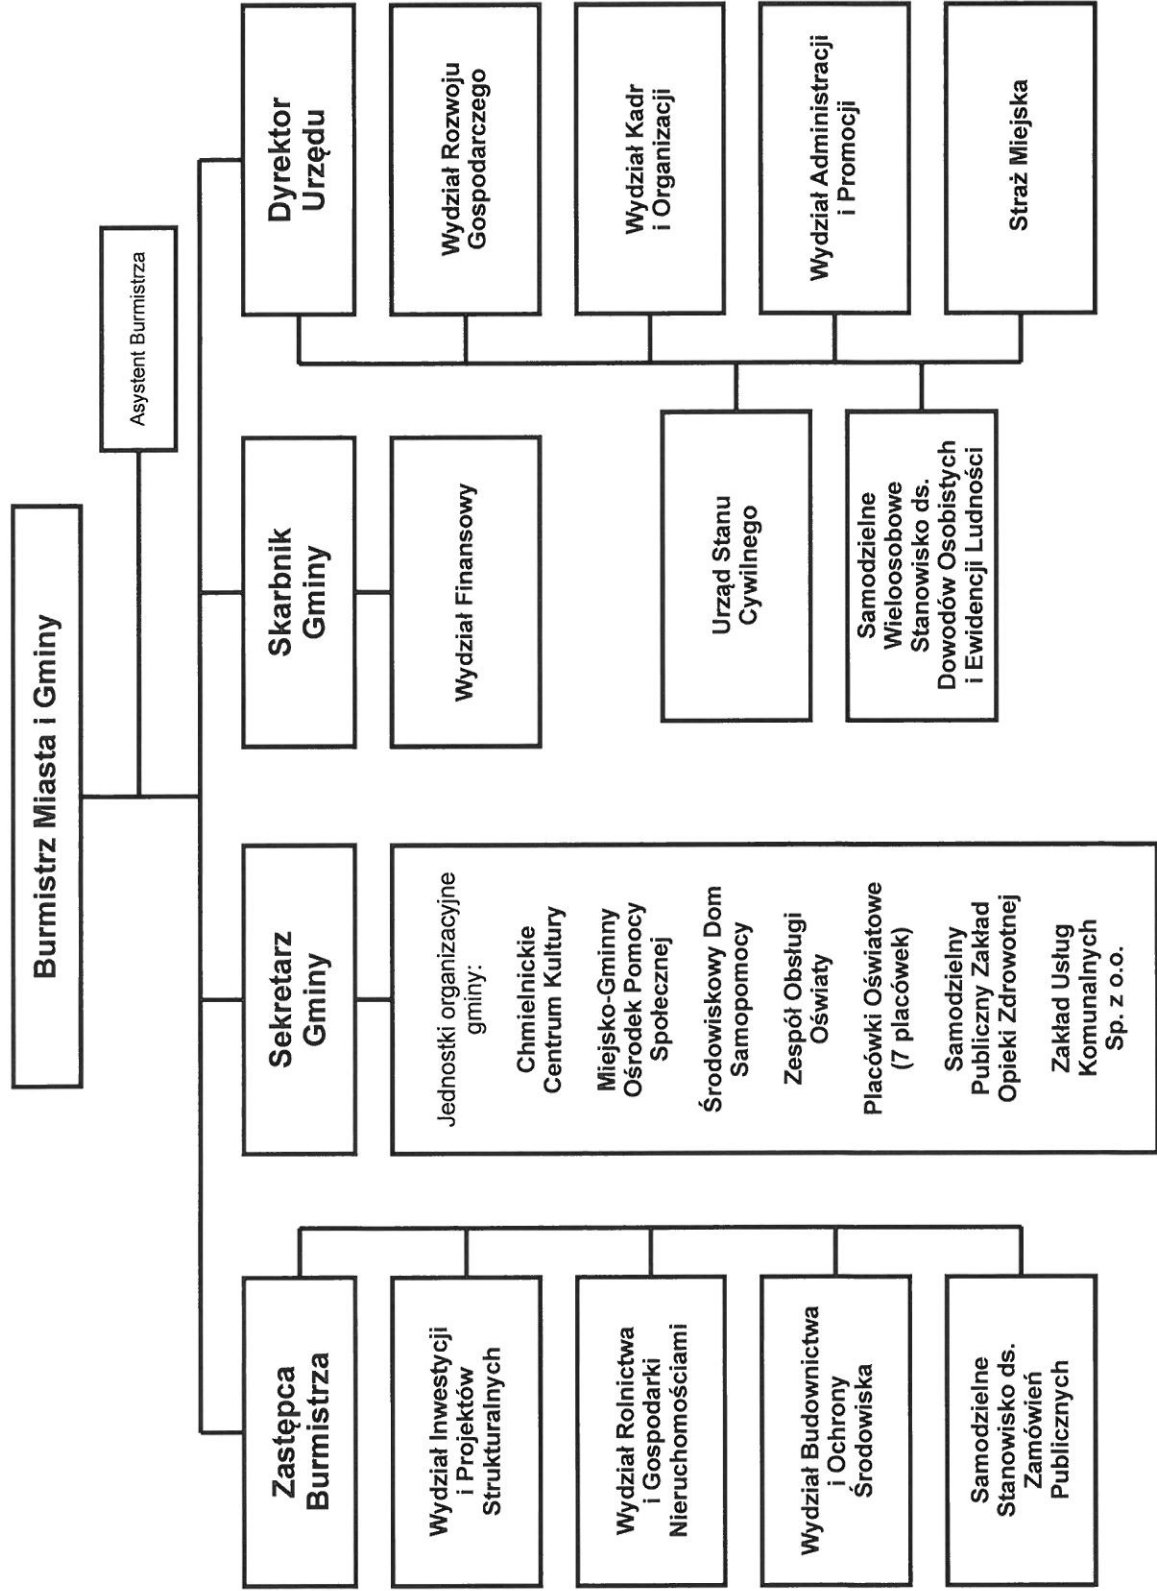 Burmistrz Miasta i Gminy
Asystent Burmistrza
Zastępca
Burmistrza
Sekretarz
Gminy
Skarbnik
Gminy
Dyrektor
Urzędu
Wydział Inwestycji
i Projektów
Strukturalnych
Wydział Rolnictwa
i Gospodarki
Nieruchomościami
Wydział Budownictwa
i Ochrony
Środowiska
Samodzielne
Stanowisko ds.
Zamówień
Publicznych
Jednostki organizacyjne
gminy:
Chmielnickie
Centrum Kultury
Miejsko-Gminny
Ośrodek Pomocy
Społecznej
Środowiskowy Dom
Samopomocy
Zespół Obsługi
Oświaty
Placówki Oświatowe
(7 placówek)
Samodzielny
Publiczny Zakład
Opieki Zdrowotnej
Zakład Usług
Komunalnych
Sp. z o.o.
Wydział Finansowy
Wydział Rozwoju
Gospodarczego
Wydział Kadr
i Organizacji
Wydział Administracji
i Promocji
Straż Miejska
Urząd Stanu
Cywilnego
Samodzielne
Wieloosobowe
Stanowisko ds.
Dowodów Osobistych
i Ewidencji Ludności